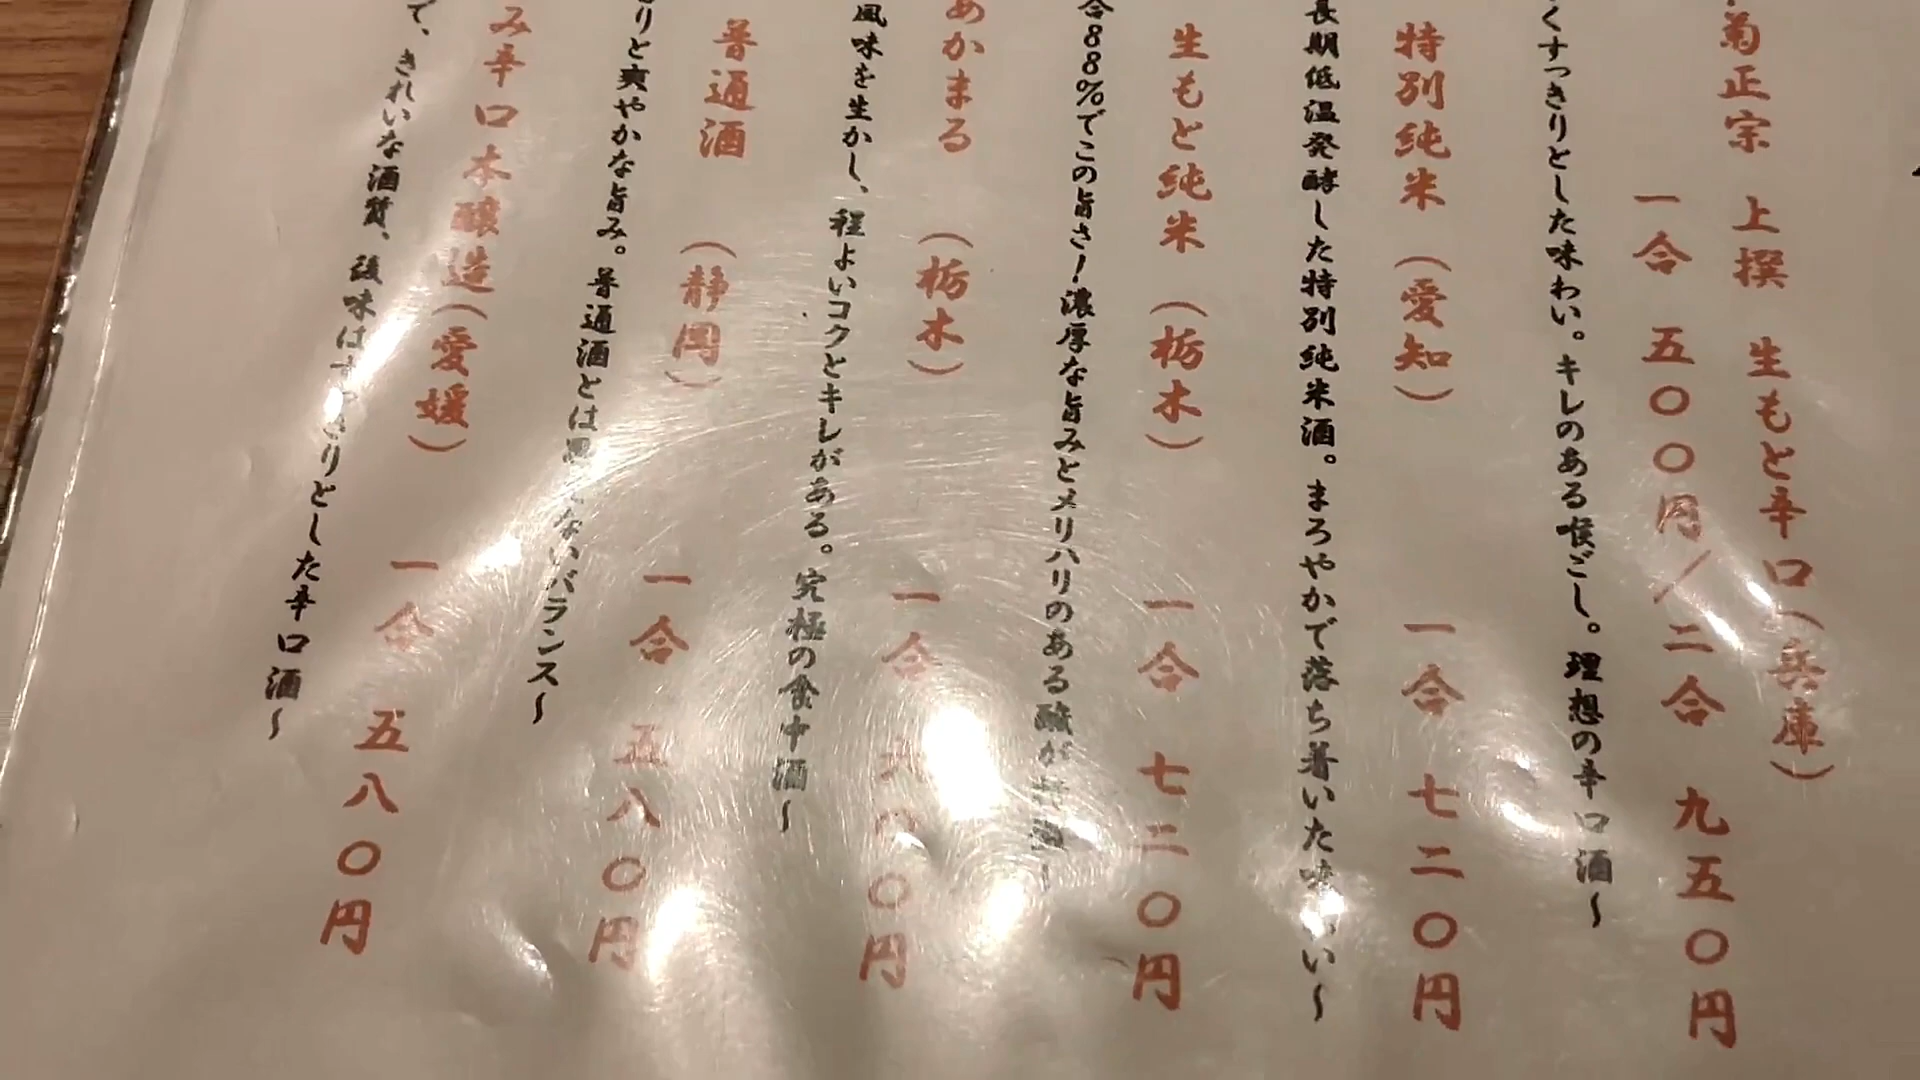 菊正宗 上撰 生もと辛口(兵庫)
一合 五〇〇円/二合 九五〇円
くすっきりとした味わい。キレのある喉ごし。理想の辛口酒～
特別純米(愛知)
一合 七二〇円
長期低温発酵した特別純米酒。まろやかで落ち着いた味 い～
生もと純米(栃木)
一合 七二〇円
合88%でこの旨さ!濃厚な旨みとメリハリのある酸が
あかまる(栃木)
一合 〇円
風味を生かし、程よいコクとキレがある。究極の食中酒～
普通酒(静岡)
一合 五八〇円
りと爽やかな旨み。普通酒とは ないバランス～
み辛口本醸造(愛媛)
一合 五八〇円
て、きれいな酒質、後味は きりとした辛口酒～